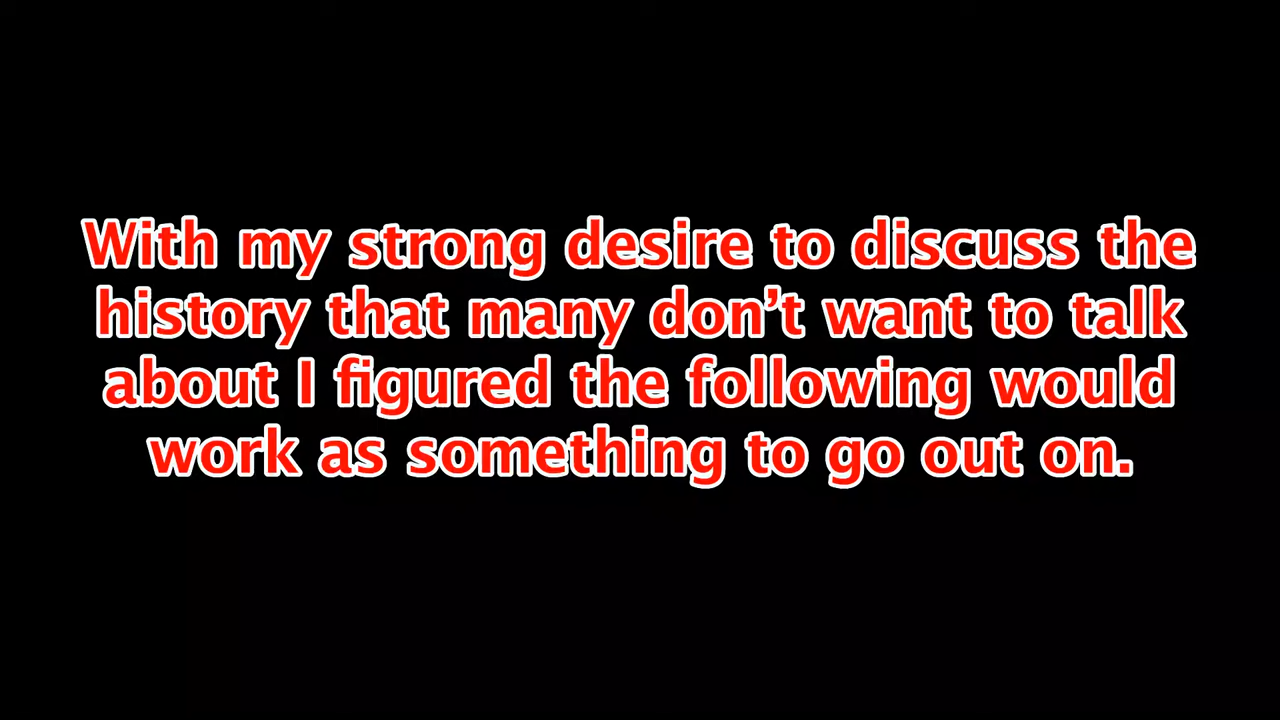 With my strong desire to discuss the
history that many don’t want to talk
about I figured the following would
work as something to go out on.